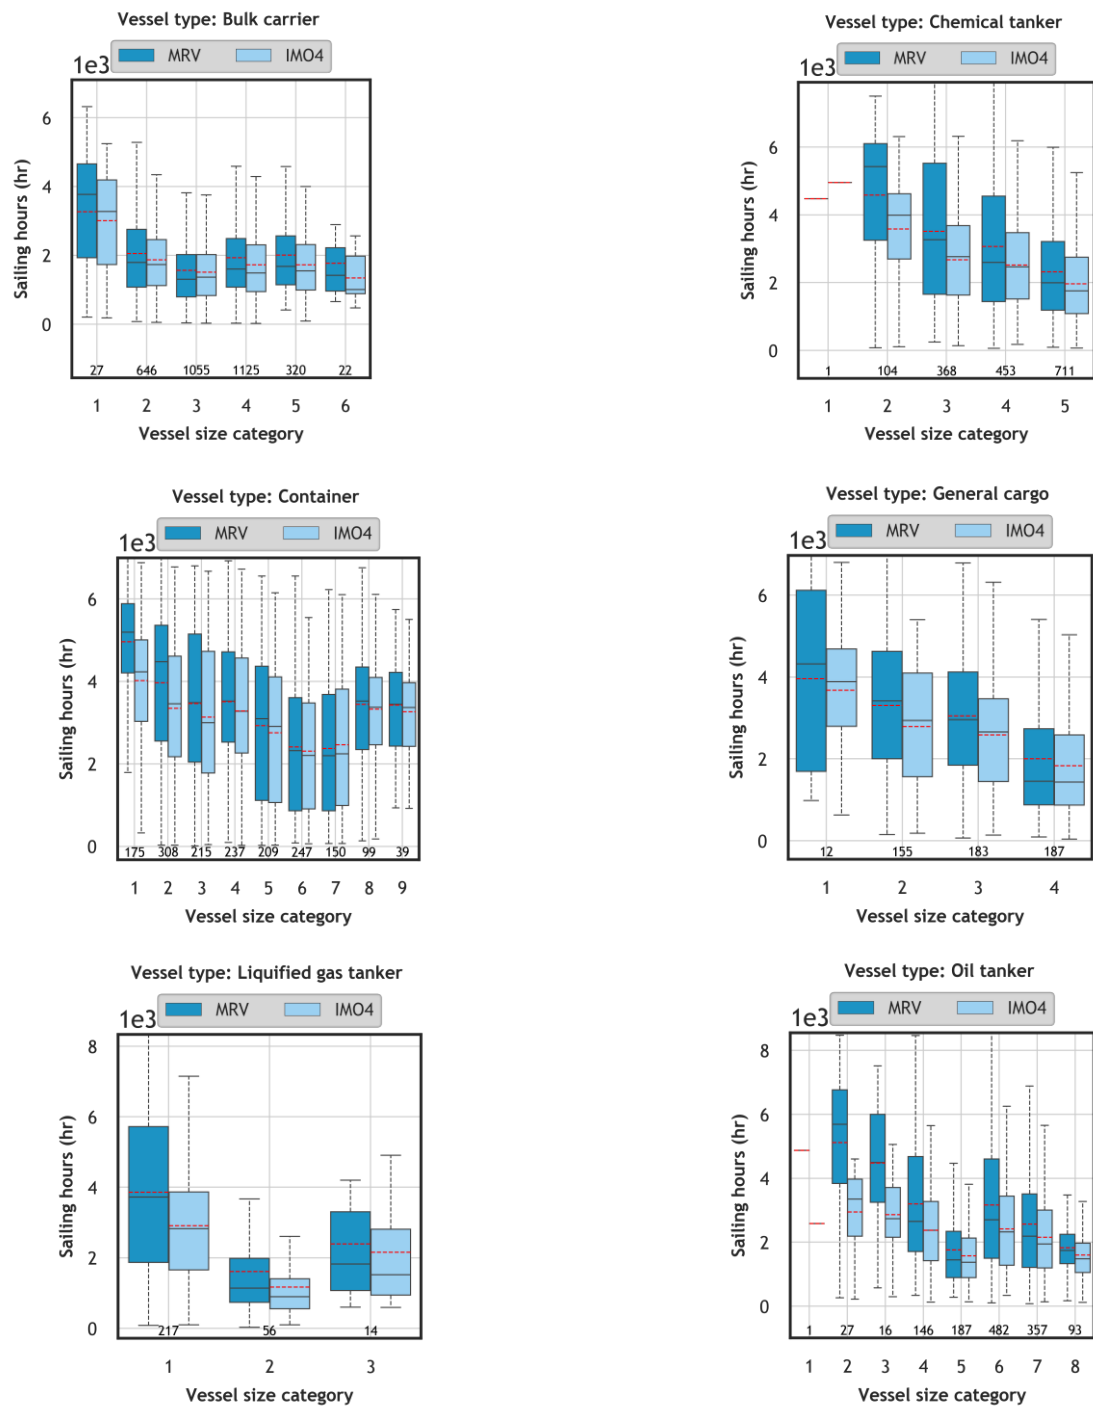 Vessel type: Bulk carrier
MRV IMO4
1e3
Sailing hours (hr)
6
4
2
0
27 646 1055 1125 320 22
1 2 3 4 5 6
Vessel size category
Vessel type: Chemical tanker
MRV IMO4
1e3
Sailing hours (hr)
6
4
2
0
1 104 368 453 711
1 2 3 4 5
Vessel size category
Vessel type: Container
MRV IMO4
1e3
Sailing hours (hr)
6
4
2
0
175 308 215 237 209 247 150 99 39
1 2 3 4 5 6 7 8 9
Vessel size category
Vessel type: General cargo
MRV IMO4
1e3
Sailing hours (hr)
6
4
2
0
12 155 183 187
1 2 3 4
Vessel size category
Vessel type: Liquified gas tanker
MRV IMO4
1e3
Sailing hours (hr)
8
6
4
2
0
217 56 14
1 2 3
Vessel size category
Vessel type: Oil tanker
MRV IMO4
1e3
Sailing hours (hr)
8
6
4
2
0
1 27 16 146 187 482 357 93
1 2 3 4 5 6 7 8
Vessel size category